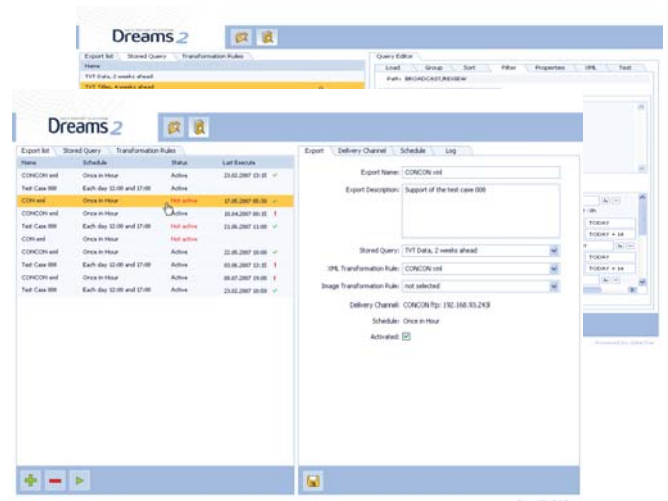 Dreams 2
Export list Stored Query Transformation Rules
Name
TVT Data, 2 weeks ahead
TVT Titles, 4 weeks ahead
Query Editor
Load Group Sort Filter Properties XML Test
Path: BROADCAST/REVIEW
TODAY
TODAY + 14
TODAY
TODAY + 14
Dreams 2
Export list Stored Query Transformation Rules
Name Schedule Status Last Execute
CONCON xml Once in Hour Active 23.02.2007 13:15
Test Case 008 Each day 12:00 and 17:00 Active
CON xml Once in Hour Not active 17.05.2007
CONCON xml Once in Hour Active 10.04.2007 00:15
Test Case 008 Each day 12:00 and 17:00 Not active 23.06.2007 11:00
CON xml Once in Hour Not active
CONCON xml Once in Hour Active 22.05.2007 10:00
Test Case 008 Each day 12:00 and 17:00 Active 03.06.2007 13:15
CONCON xml Once in Hour Active 08.07.2007 19:00
Test Case 008 Each day 12:00 and 17:00 Active 23.02.2007 10:50
Export Delivery Channel Schedule Log
Export Name: CONCON xml
Export Description: Support of the test case 008
Stored Query: TVT Data, 2 weeks ahead
XML Transformation Rule: CONCON xml
Image Transformation Rule: not selected
Delivery Channel: CONCON ftp: 192.168.93.243
Schedule: Once in Hour
Activated: